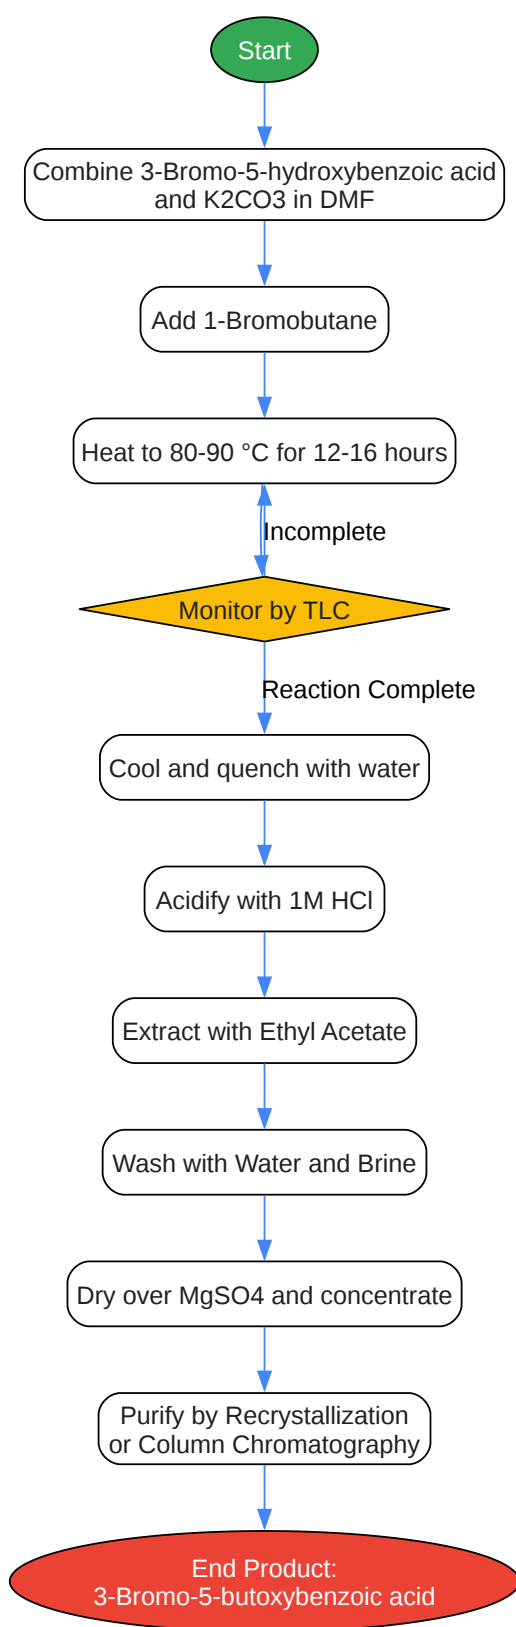 Start
Combine 3-Bromo-5-hydroxybenzoic acid
and K2CO3 in DMF
Add 1-Bromobutane
Heat to 80-90 °C for 12-16 hours
Incomplete
Monitor by TLC
Reaction Complete
Cool and quench with water
Acidify with 1M HCl
Extract with Ethyl Acetate
Wash with Water and Brine
Dry over MgSO4 and concentrate
Purify by Recrystallization
or Column Chromatography
End Product:
3-Bromo-5-butoxybenzoic acid